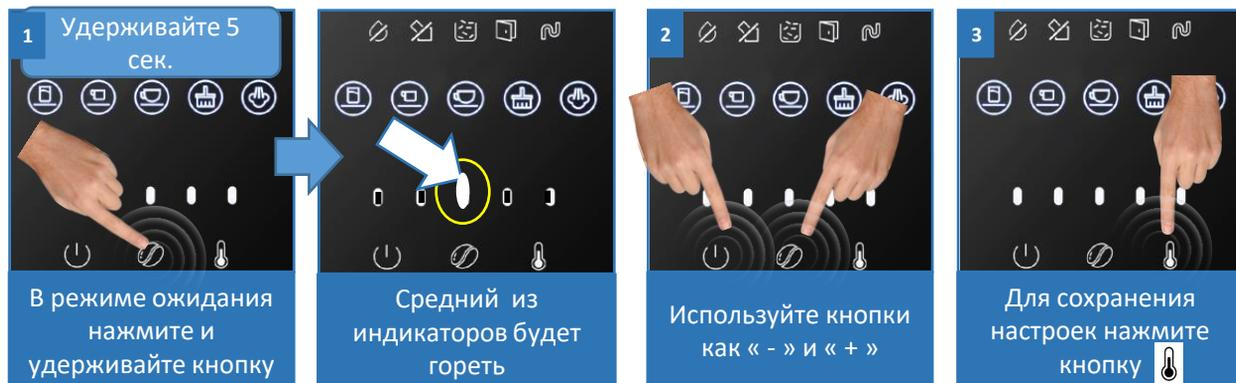 1
Удерживайте 5
сек.
В режиме ожидания
нажмите и
удерживайте кнопку
Средний из
индикаторов будет
гореть
2
Используйте кнопки
как « - » и « + »
3
Для сохранения
настроек нажмите
кнопку